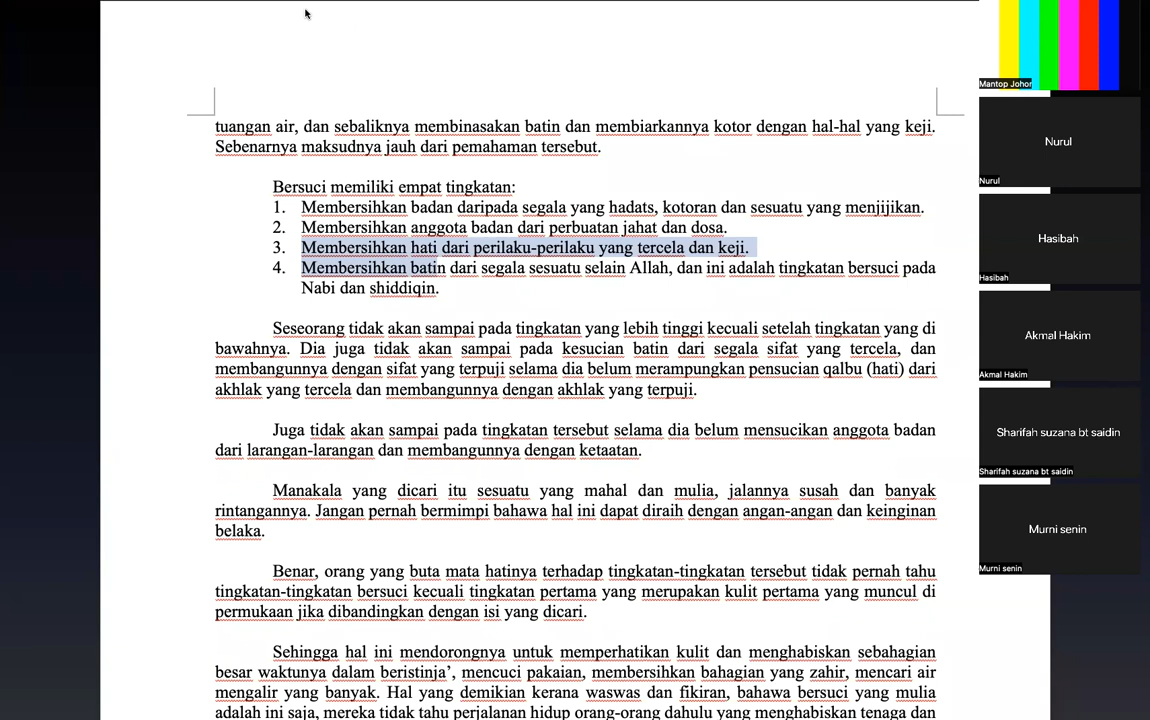 tuangan air, dan sebaliknya membinasakan batin dan membiarkannya kotor dengan hal-hal yang keji.
Sebenarnya maksudnya jauh dari pemahaman tersebut.
Bersuci memiliki empat tingkatan:
1. Membersihkan badan daripada segala yang hadats, kotoran dan sesuatu yang menjijikan.
2. Membersihkan anggota badan dari perbuatan jahat dan dosa.
3. Membersihkan hati dari perilaku-perilaku yang tercela dan keji.
4. Membersihkan batin dari segala sesuatu selain Allah, dan ini adalah tingkatan bersuci pada
Nabi dan shiddiqin.
Seseorang tidak akan sampai pada tingkatan yang lebih tinggi kecuali setelah tingkatan yang di
bawahnya. Dia juga tidak akan sampai pada kesucian batin dari segala sifat yang tercela, dan
membangunnya dengan sifat yang terpuji selama dia belum merampungkan pensucian qalbu (hati) dari
akhlak yang tercela dan membangunnya dengan akhlak yang terpuji.
Juga tidak akan sampai pada tingkatan tersebut selama dia belum mensucikan anggota badan
dari larangan-larangan dan membangunnya dengan ketaatan.
Manakala yang dicari itu sesuatu yang mahal dan mulia, jalannya susah dan banyak
rintangannya. Jangan pernah bermimpi bahawa hal ini dapat diraih dengan angan-angan dan keinginan
belaka.
Benar, orang yang buta mata hatinya terhadap tingkatan-tingkatan tersebut tidak pernah tahu
tingkatan-tingkatan bersuci kecuali tingkatan pertama yang merupakan kulit pertama yang muncul di
permukaan jika dibandingkan dengan isi yang dicari.
Sehingga hal ini mendorongnya untuk memperhatikan kulit dan menghabiskan sebahagian
besar waktunya dalam beristinja’, mencuci pakaian, membersihkan bahagian yang zahir, mencari air
mengalir yang banyak. Hal yang demikian kerana waswas dan fikiran, bahawa bersuci yang mulia
adalah ini saja, mereka tidak tahu perjalanan hidup orang-orang dahulu yang menghabiskan tenaga dan
Mantop Johor
Nurul
Nurul
Hasibah
Hasibah
Akmal Hakim
Akmal Hakim
Sharifah suzana bt saidin
Sharifah suzana bt saidin
Murni senin
Murni senin